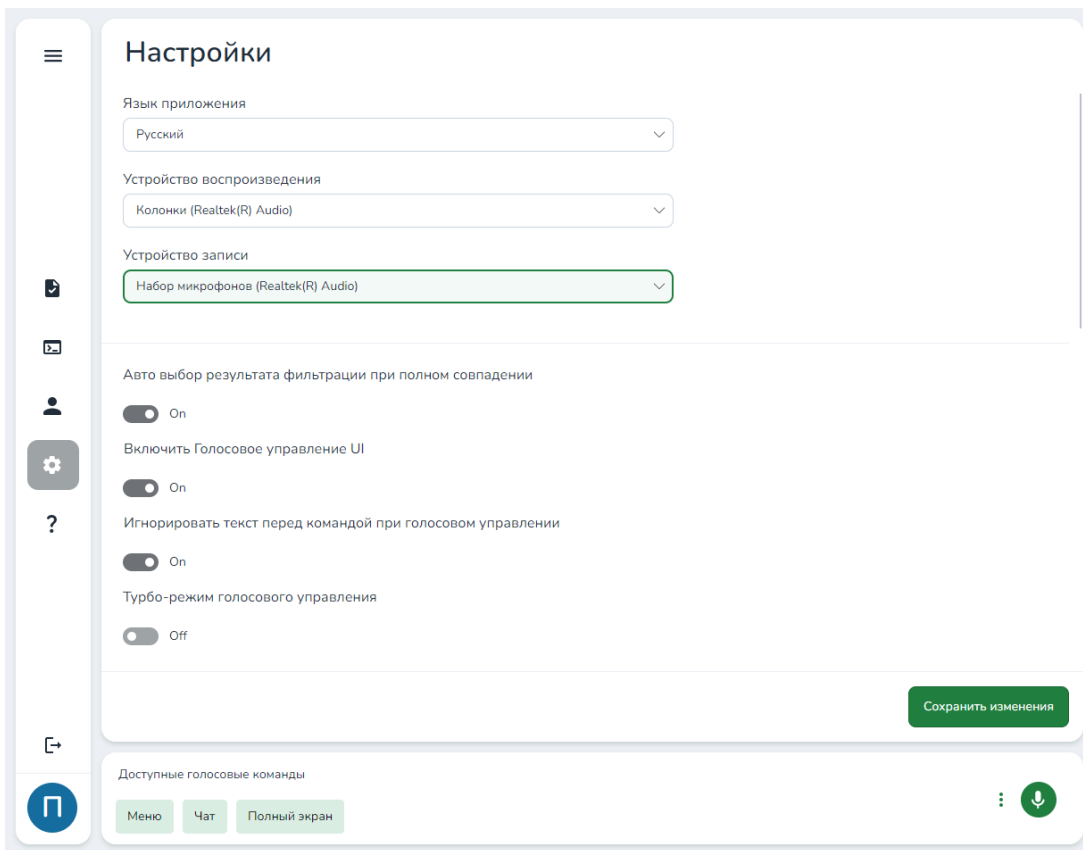 Настройки
Язык приложения
Русский
Устройство воспроизведения
Колонки (Realtek(R) Audio)
Устройство записи
Набор микрофонов (Realtek(R) Audio)
Авто выбор результата фильтрации при полном совпадении
On
Включить Голосовое управление UI
On
Игнорировать текст перед командой при голосовом управлении
On
Турбо-режим голосового управления
Off
?
Сохранить изменения
Доступные голосовые команды
П
Меню Чат Полный экран